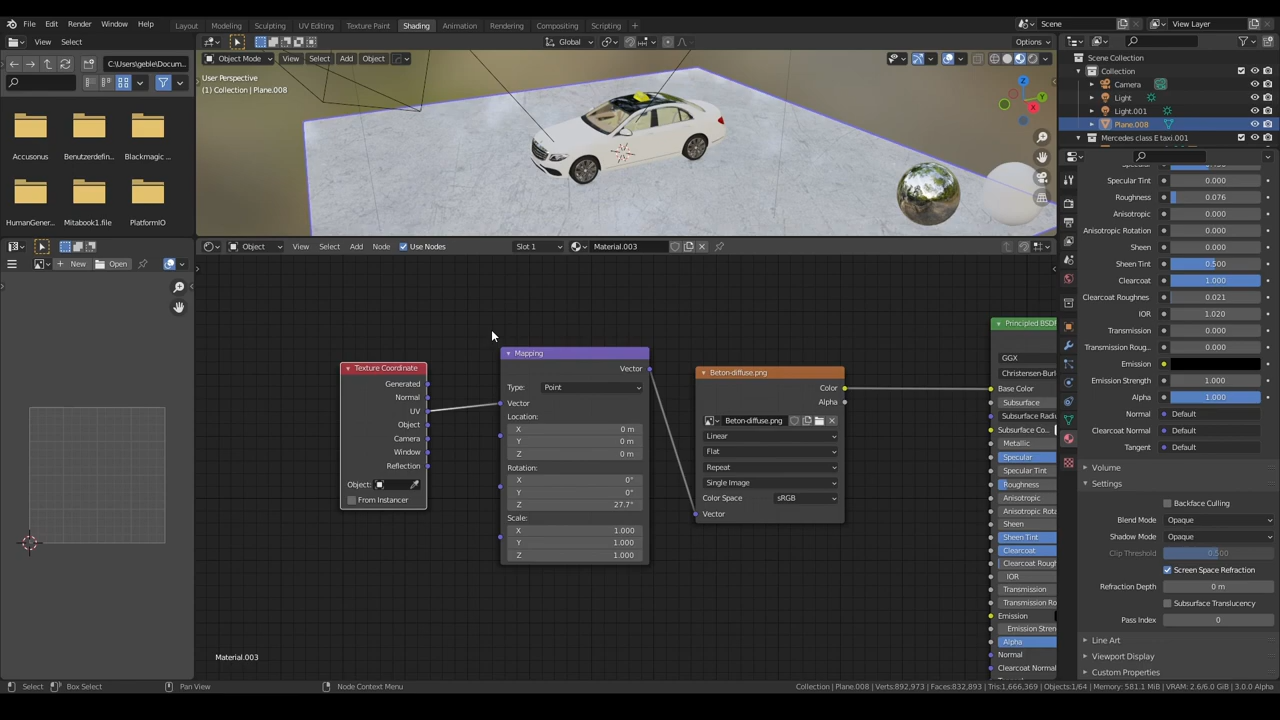 File Edit Render Window Help Layout Modeling Sculpting UV Editing Texture Paint Shading Animation Rendering Compositing Scripting + Scene View Layer
View Select Global Options
C:\Users\geble\Docum...
Object Mode View Select Add Object
User Perspective
(1) Collection | Plane.008
Z
Y
X
Accusonus Benutzerdefin... Blackmagic ...
HumanGener... Mitabook1.file PlatformIO
Scene Collection
Collection
Camera
Light
Light.001
Plane.008
Mercedes class E taxi.001
Object View Select Add Node Use Nodes Slot 1 Material.003
New Open
Texture Coordinate
Generated
Normal
UV
Object
Camera
Window
Reflection
Object:
From Instancer
Mapping
Vector
Type: Point
Vector
Location:
X 0 m
Y 0 m
Z 0 m
Rotation:
X 0°
Y 0°
Z 27.7°
Scale:
X 1.000
Y 1.000
Z 1.000
Beton-diffuse.png
Color
Alpha
Beton-diffuse.png
Linear
Flat
Repeat
Single Image
Color Space sRGB
Vector
Principled BSDF
GGX
Christensen-Bur
Base Color
Subsurface
Subsurface Radiu
Subsurface Co...
Metallic
Specular
Specular Tint
Roughness
Anisotropic
Anisotropic Rota
Sheen
Sheen Tint
Clearcoat
Clearcoat Rough
IOR
Transmission
Transmission Ro
Emission
Emission Stren
Alpha
Normal
Clearcoat Normal
Tangent
Specular Tint 0.000
Roughness 0.076
Anisotropic 0.000
Anisotropic Rotation 0.000
Sheen 0.000
Sheen Tint 0.500
Clearcoat 1.000
Clearcoat Roughnes 0.021
IOR 1.020
Transmission 0.000
Transmission Roug... 0.000
Emission
Emission Strength 1.000
Alpha 1.000
Normal Default
Clearcoat Normal Default
Tangent Default
Volume
Settings
Backface Culling
Blend Mode Opaque
Shadow Mode Opaque
Clip Threshold 0.500
Screen Space Refraction
Refraction Depth 0 m
Subsurface Translucency
Pass Index 0
Line Art
Viewport Display
Custom Properties
Material.003
Select Box Select Pan View Node Context Menu Collection | Plane.008 | Verts:892,973 | Faces:832,893 | Tris:1,666,369 | Objects:1/64 | Memory: 581.1 MiB | VRAM: 2.6/6.0 GiB | 3.0.0 Alpha